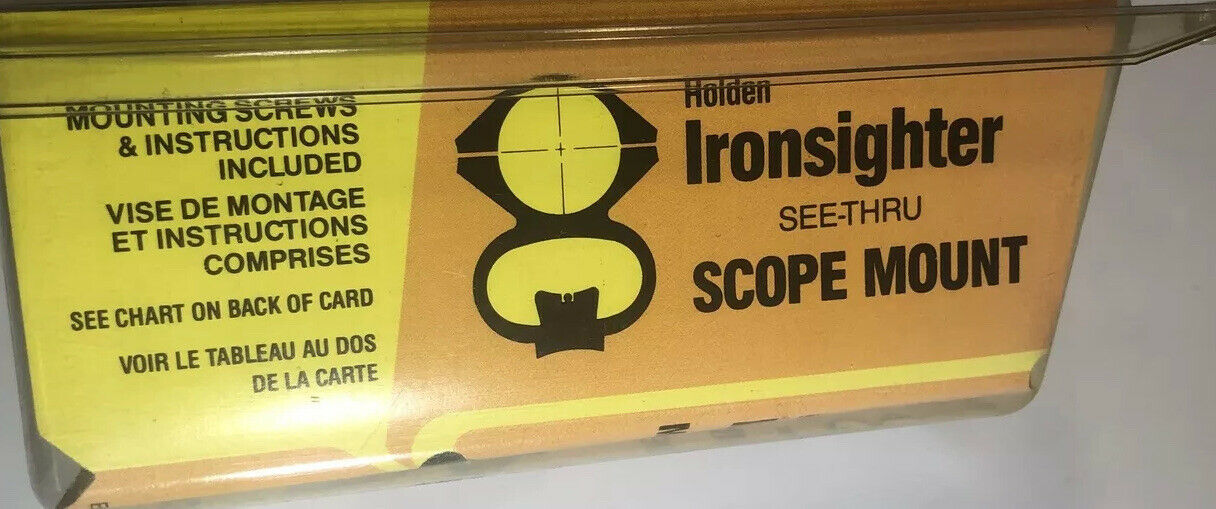 MOUNTING SCREWS
& INSTRUCTIONS
INCLUDED
VISE DE MONTAGE
ET INSTRUCTIONS
COMPRISES
SEE CHART ON BACK OF CARD
VOIR LE TABLEAU AU DOS
DE LA CARTE
Holden
Ironsighter
SEE-THRU
SCOPE MOUNT